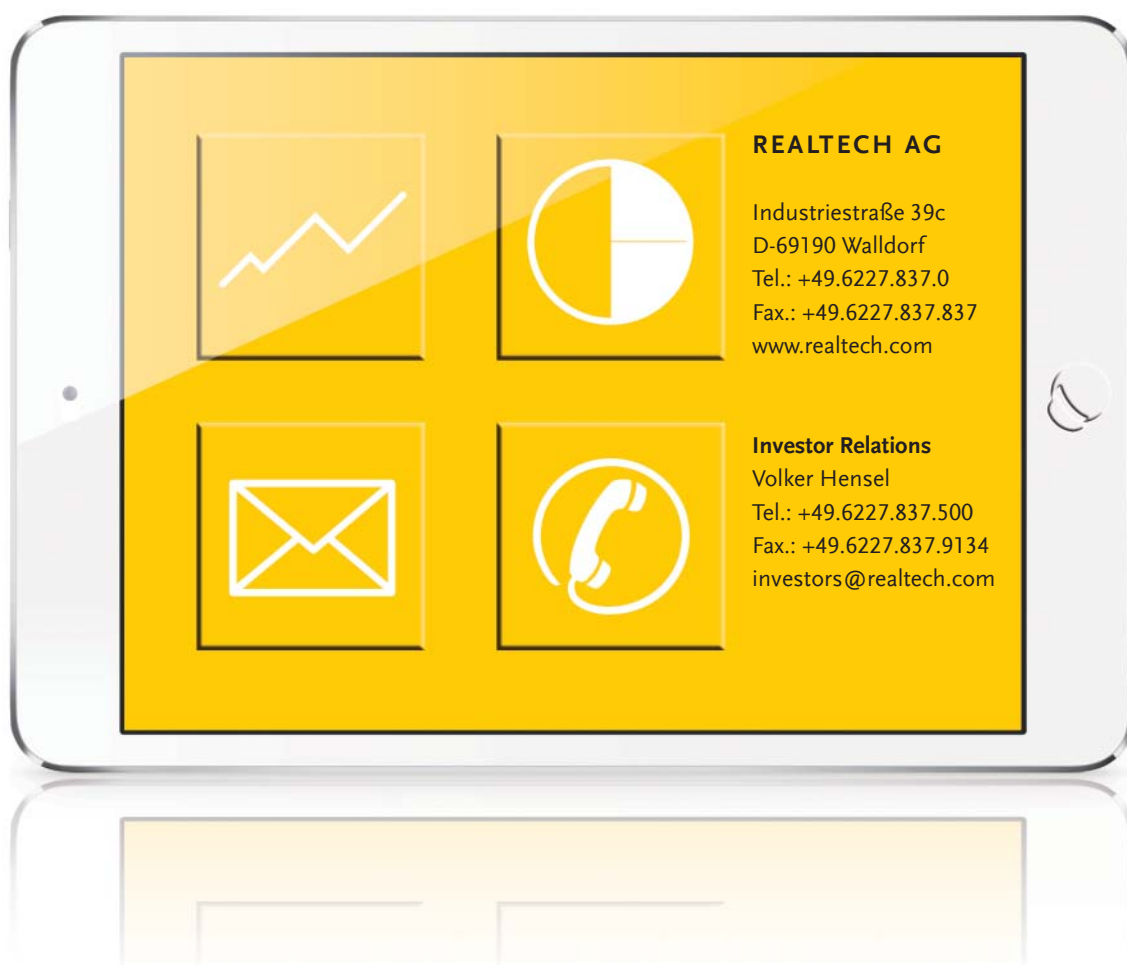 REALTECH AG
Industriestraße 39c
D-69190 Walldorf
Tel.: +49.6227.837.0
Fax.: +49.6227.837.837
www.realtech.com
Investor Relations
Volker Hensel
Tel.: +49.6227.837.500
Fax.: +49.6227.837.9134
investors@realtech.com